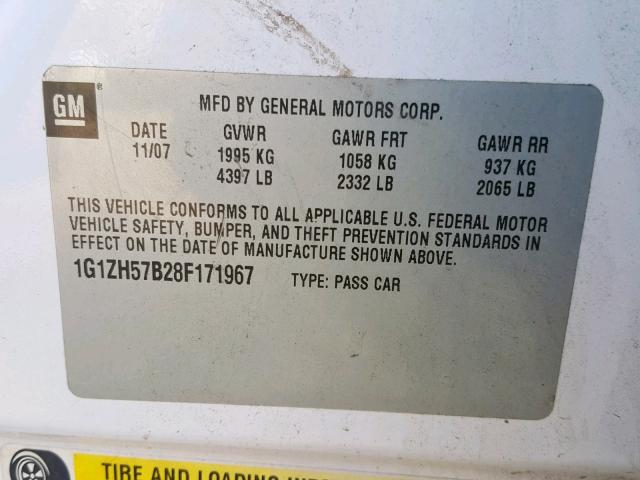 GM®
MFD BY GENERAL MOTORS CORP.
DATE GVWR GAWR FRT GAWR RR
11/07 1995 KG 1058 KG 937 KG
4397 LB 2332 LB 2065 LB
THIS VEHICLE CONFORMS TO ALL APPLICABLE U.S. FEDERAL MOTOR
VEHICLE SAFETY, BUMPER, AND THEFT PREVENTION STANDARDS IN
EFFECT ON THE DATE OF MANUFACTURE SHOWN ABOVE.
1G1ZH57B28F171967 TYPE: PASS CAR
TIRE AND LOADING